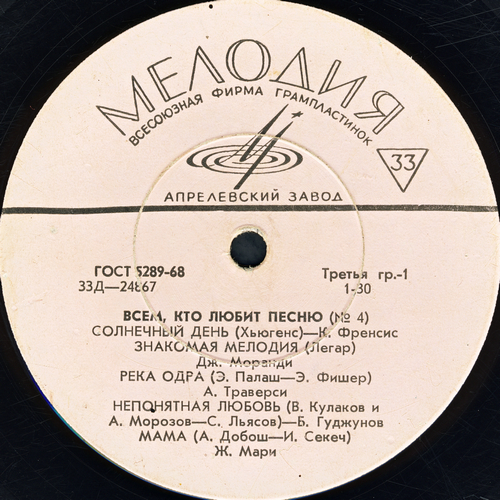 МЕЛОДИЯ
ВСЕСОЮЗНАЯ ФИРМА ГРАМПЛАСТИНОК
33
АПРЕЛЕВСКИЙ ЗАВОД
ГОСТ 5289-68
Третья гр.-1
33Д—24867
1-30
ВСЕМ, КТО ЛЮБИТ ПЕСНЮ (№ 4)
СОЛНЕЧНЫЙ ДЕНЬ (Хьюгенс)—К. Френсис
ЗНАКОМАЯ МЕЛОДИЯ (Легар)
Дж. Моранди
РЕКА ОДРА (Э. Палаш—Э. Фишер)
А. Траверси
НЕПОНЯТНАЯ ЛЮБОВЬ (В. Кулаков и
А. Морозов—С. Льясов)—Б. Гуджунов
МАМА (А. Добош—И. Секеч)
Ж. Мари